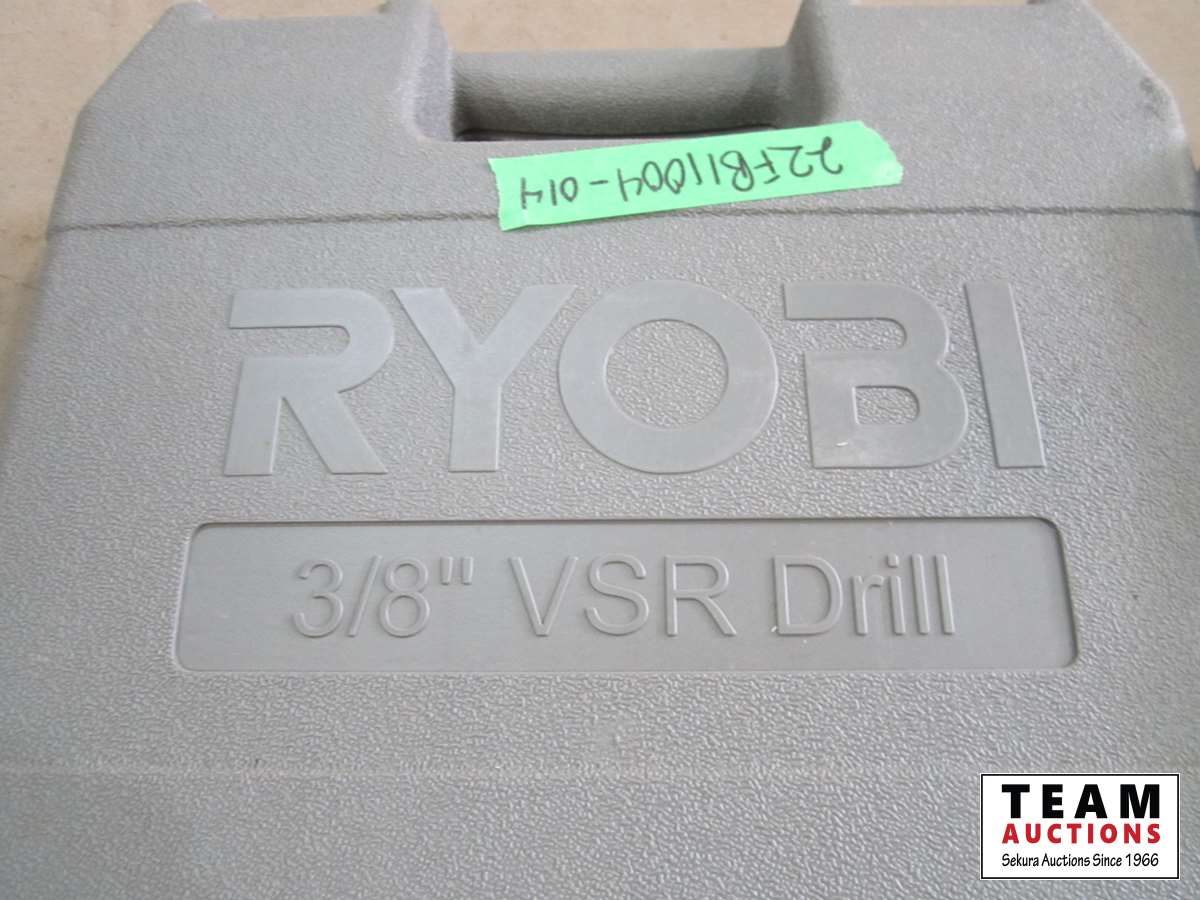 22FB11004-014
RYOBI
3/8" VSR Drill
TEAM
AUCTIONS
Sekura Auctions Since 1966